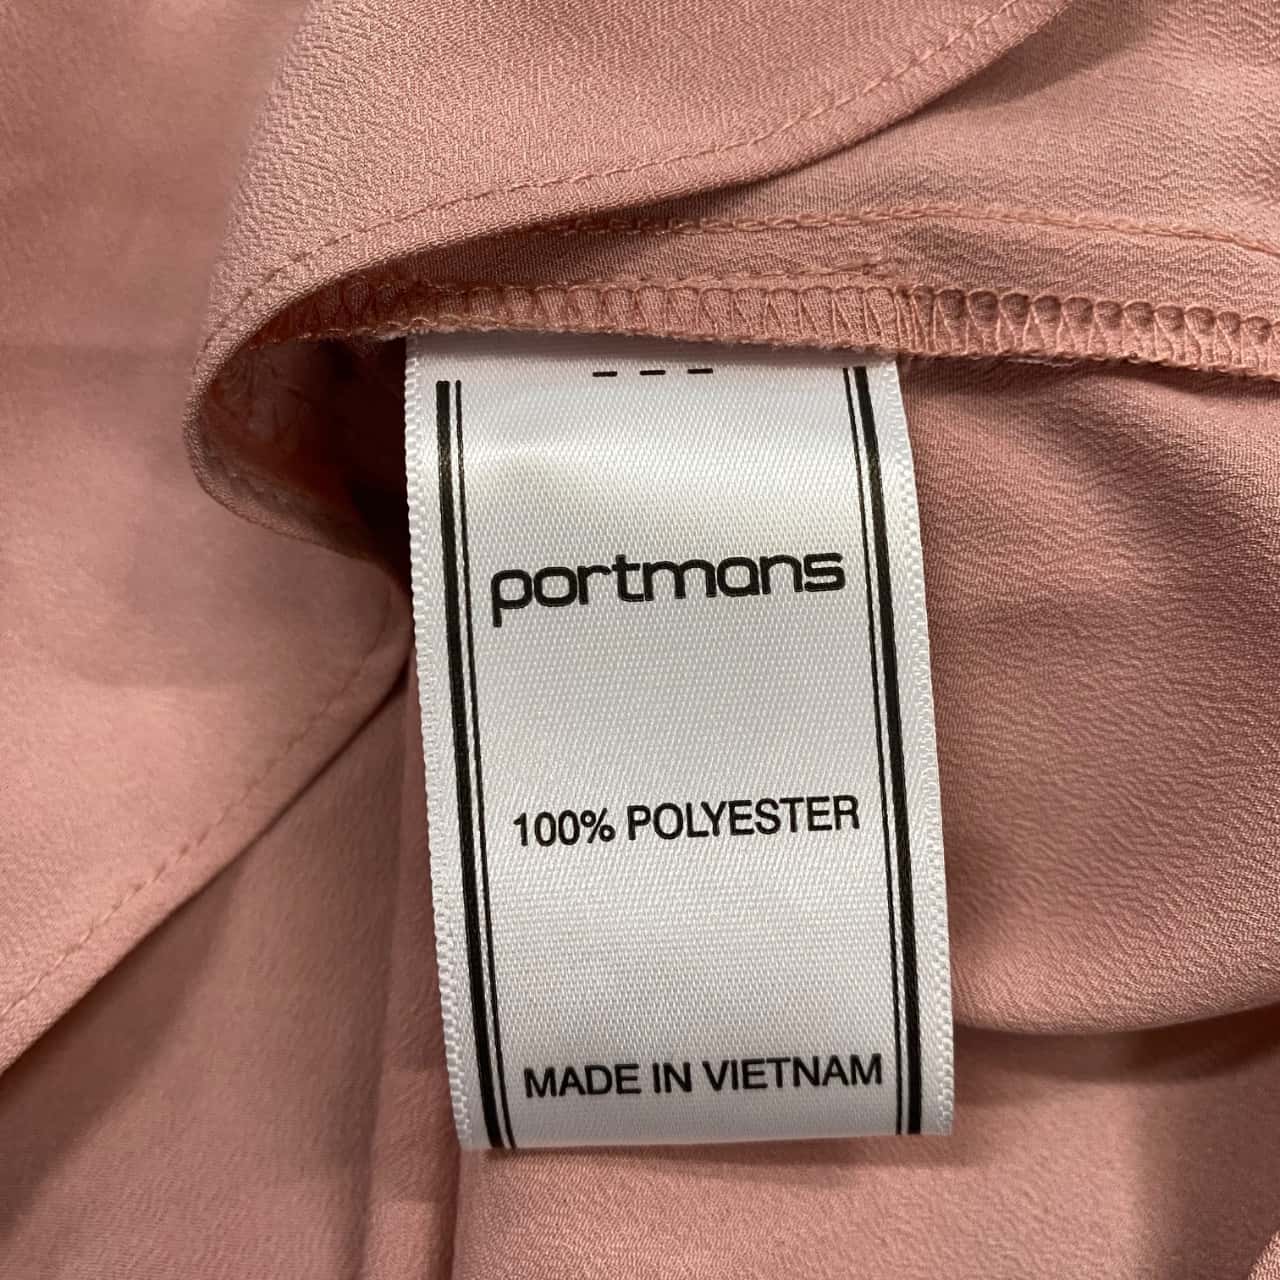 portmans
100% POLYESTER
MADE IN VIETNAM